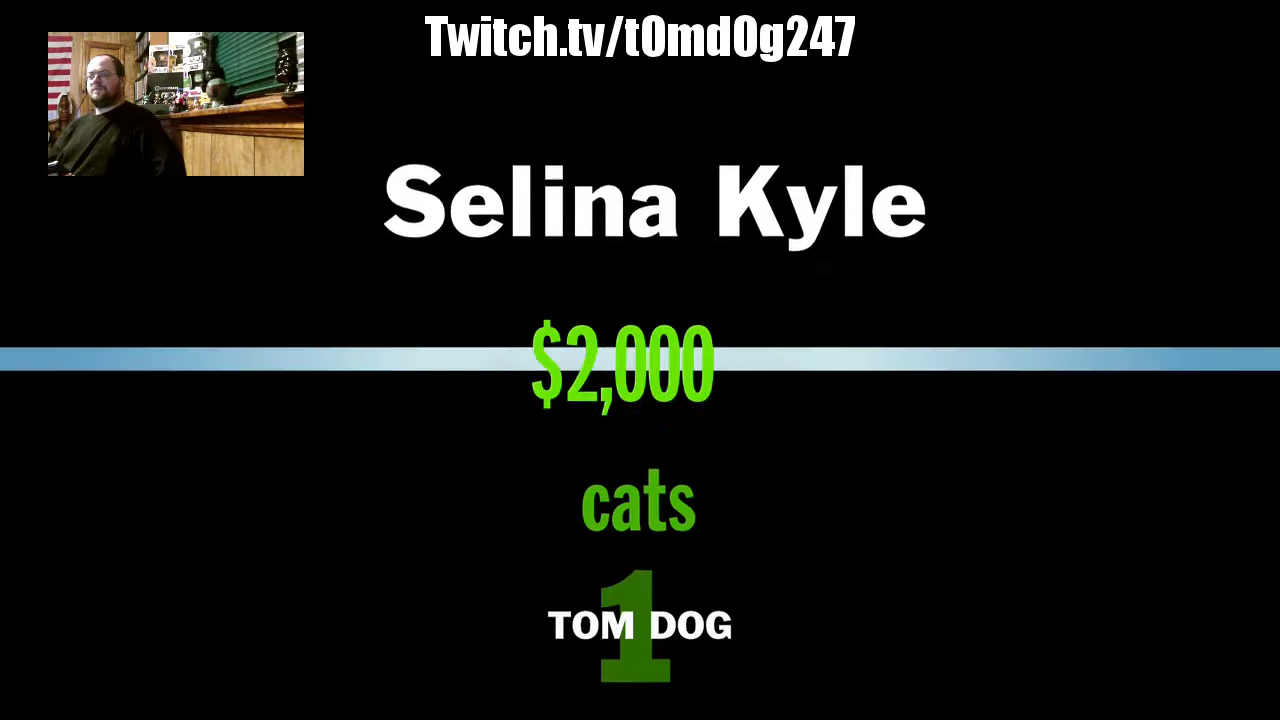 Twitch.tv/t0md0g247
Selina Kyle
$2,000
cats
1
TOM DOG